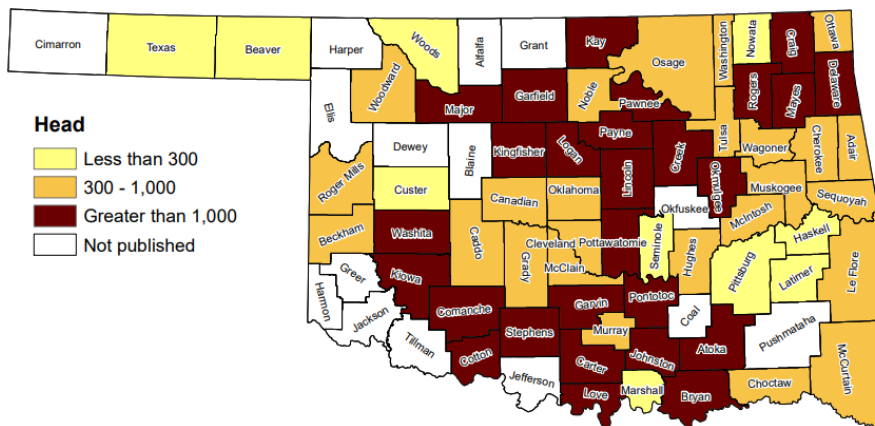 Cimarron
Texas
Beaver
Harper
Woods
Alfalfa
Grant
Kay
Osage
Washington
Nowata
Craig
Ottawa
Ellis
Woodward
Major
Garfield
Noble
Pawnee
Rogers
Mayes
Delaware
Head
Less than 300
300 - 1,000
Greater than 1,000
Not published
Dewey
Blaine
Kingfisher
Logan
Payne
Creek
Tulsa
Wagoner
Cherokee
Adair
Roger Mills
Custer
Canadian
Oklahoma
Lincoln
Okfuskee
Okmulgee
Muskogee
Sequoyah
McIntosh
Beckham
Washita
Caddo
Grady
Cleveland
McClain
Pottawatomie
Seminole
Hughes
Pittsburg
Haskell
Latimer
Le Flore
Harmon
Greer
Jackson
Kiowa
Comanche
Tillman
Cotton
Stephens
Jefferson
Garvin
Murray
Carter
Love
Pontotoc
Johnston
Marshall
Coal
Atoka
Bryan
Pushmataha
Choctaw
McCurtain